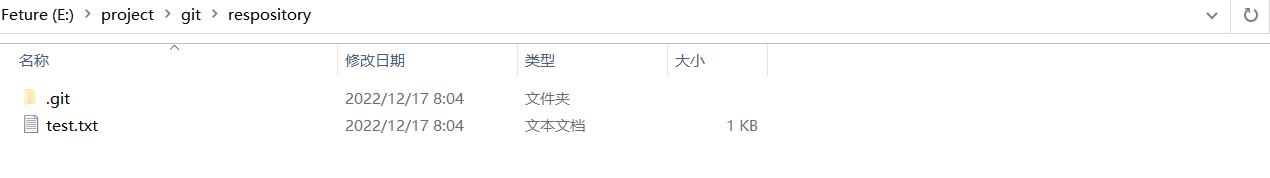 Feture (E:) > project > git > respository
名称 修改日期 类型 大小
.git 2022/12/17 8:04 文件夹
test.txt 2022/12/17 8:04 文本文档 1 KB